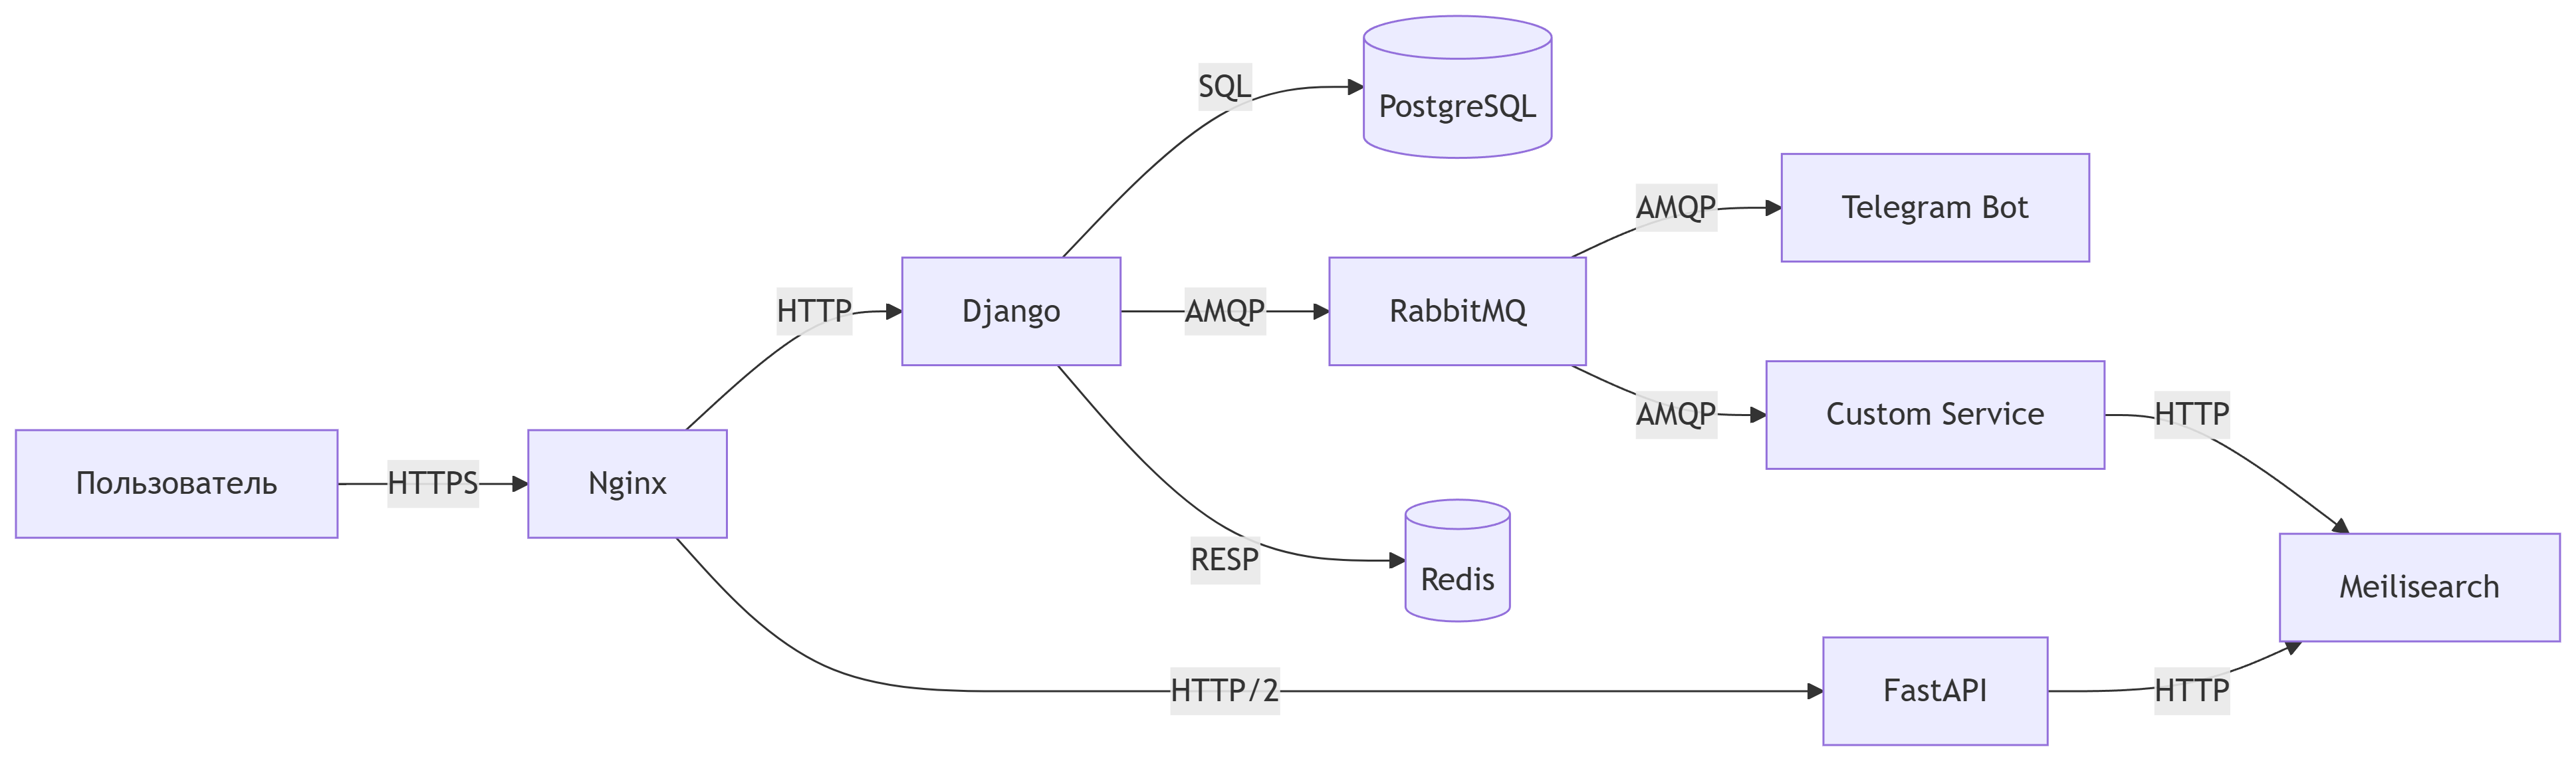 Пользователь
HTTPS
Nginx
HTTP
Django
SQL
PostgreSQL
AMQP
RabbitMQ
AMQP
Telegram Bot
AMQP
Custom Service
HTTP
RESP
Redis
HTTP/2
FastAPI
HTTP
Meilisearch